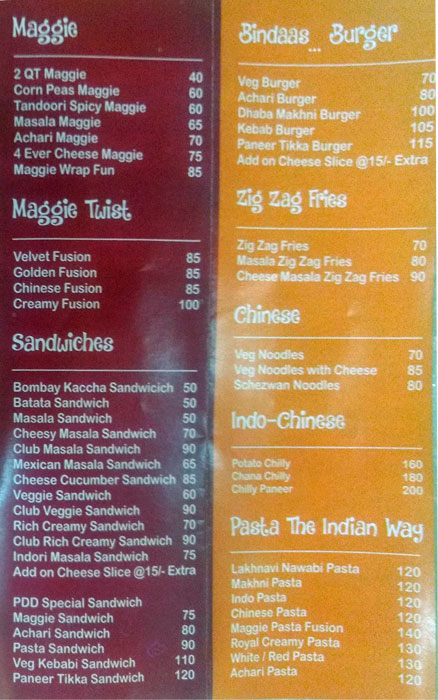 Maggie
2 QT Maggie 40
Corn Peas Maggie 60
Tandoori Spicy Maggie 60
Masala Maggie 65
Achari Maggie 70
4 Ever Cheese Maggie 75
Maggie Wrap Fun 85
Maggie Twist
Velvet Fusion 85
Golden Fusion 85
Chinese Fusion 85
Creamy Fusion 100
Sandwiches
Bombay Kaccha Sandwicich 50
Batata Sandwich 50
Masala Sandwich 50
Cheesy Masala Sandwich 70
Club Masala Sandwich 90
Mexican Masala Sandwich 65
Cheese Cucumber Sandwich 85
Veggie Sandwich 60
Club Veggie Sandwich 90
Rich Creamy Sandwich 70
Club Rich Creamy Sandwich 90
Indori Masala Sandwich 75
Add on Cheese Slice @15/- Extra
PDD Special Sandwich
Maggie Sandwich 75
Achari Sandwich 80
Pasta Sandwich 90
Veg Kebabi Sandwich 110
Paneer Tikka Sandwich 120
Bindaas ... Burger
Veg Burger 70
Achari Burger 80
Dhaba Makhni Burger 100
Kebab Burger 105
Paneer Tikka Burger 115
Add on Cheese Slice @15/- Extra
Zig Zag Fries
Zig Zag Fries 70
Masala Zig Zag Fries 80
Cheese Masala Zig Zag Fries 90
Chinese
Veg Noodles 70
Veg Noodles with Cheese 85
Schezwan Noodles 80
Indo-Chinese
Potato Chilly 160
Chana Chilly 180
Chilly Paneer 200
Pasta The Indian Way
Lakhnavi Nawabi Pasta 120
Makhni Pasta 120
Indo Pasta 120
Chinese Pasta 120
Maggie Pasta Fusion 140
Royal Creamy Pasta 130
White / Red Pasta 130
Achari Pasta 120